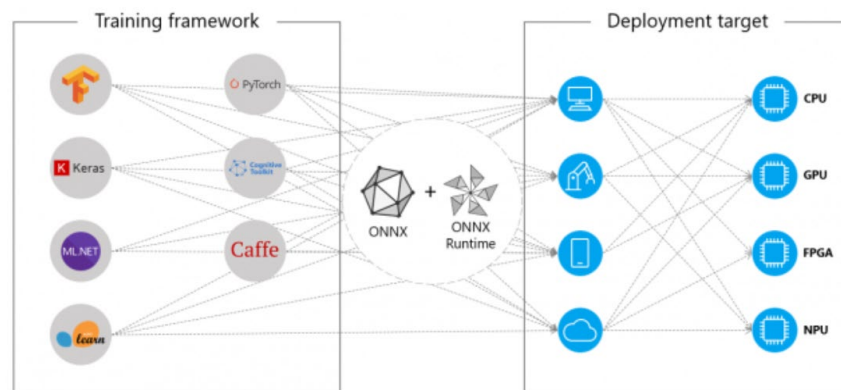 Training framework
Deployment target
PyTorch
K Keras
Cognitive
Toolkit
ML.NET
Caffe
learn
ONNX
+
ONNX
Runtime
CPU
GPU
FPGA
NPU